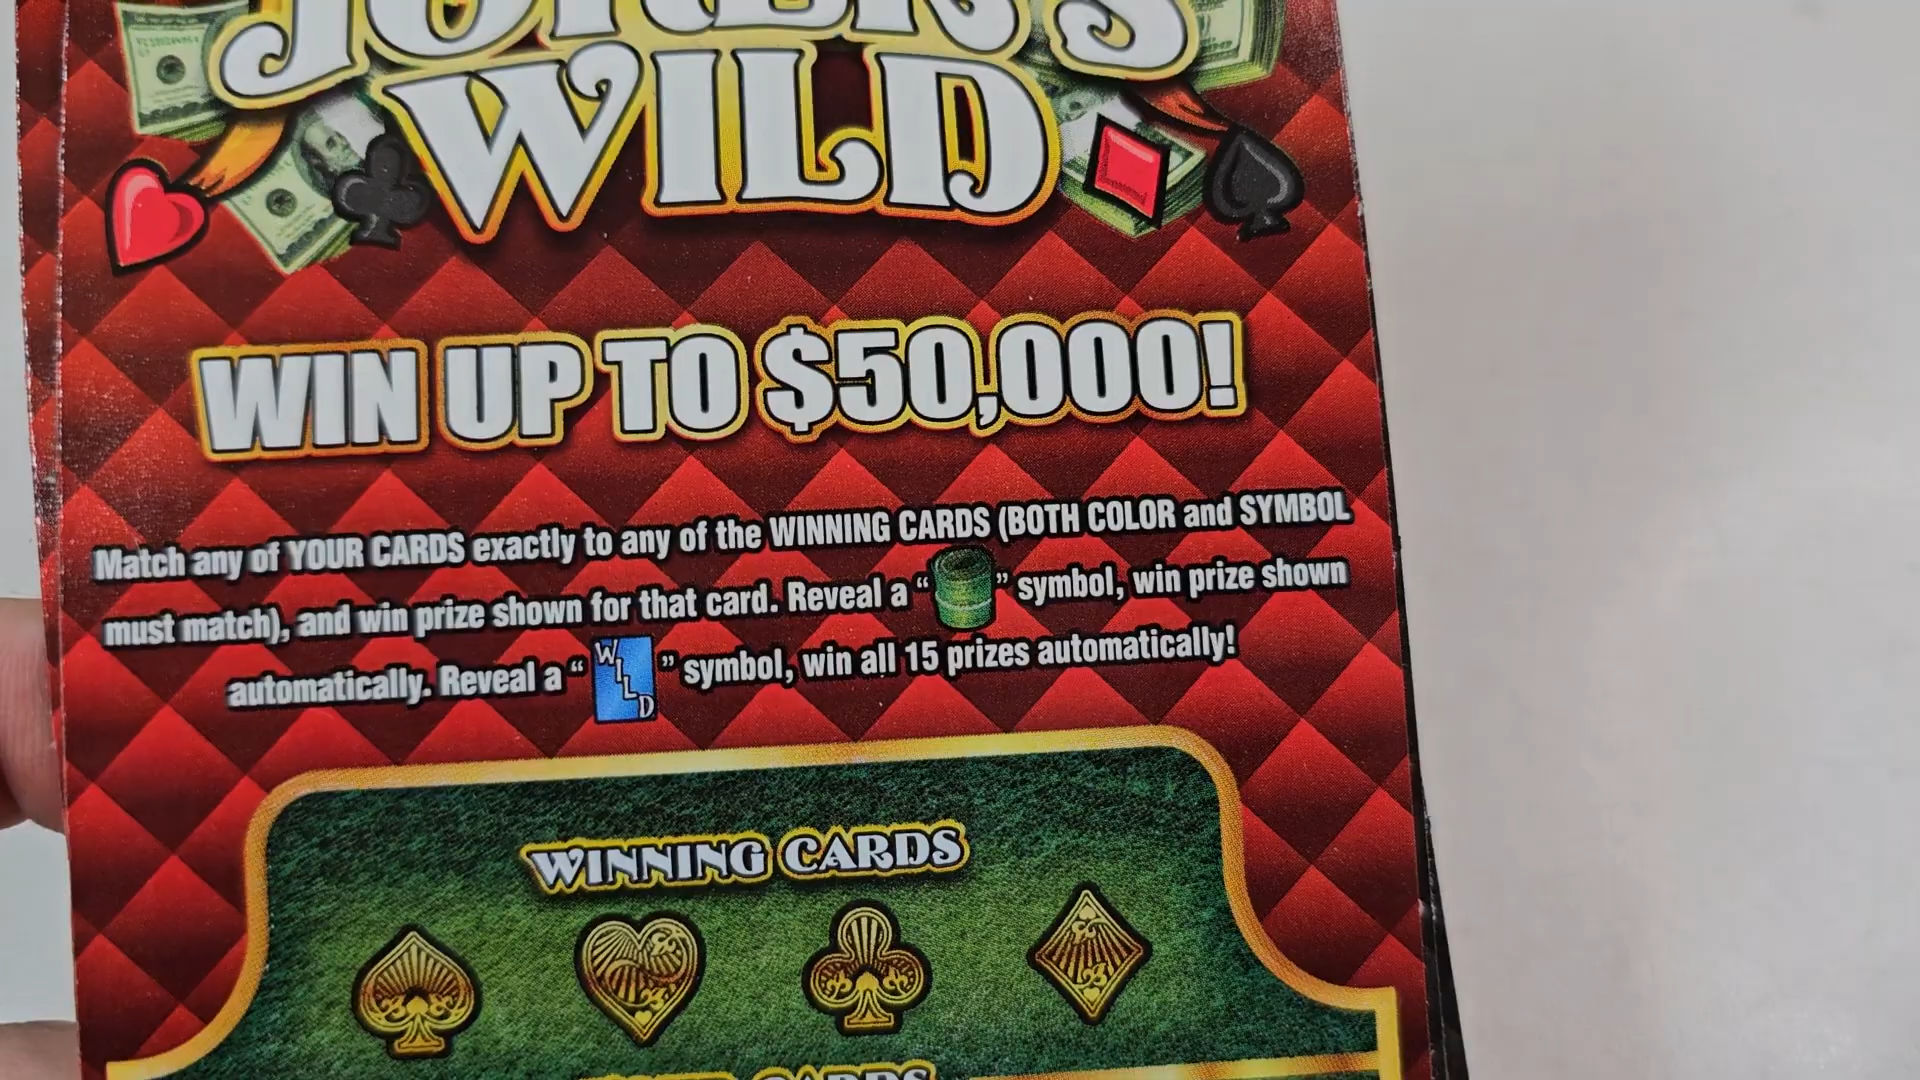 JOKER'S
WILD
WIN UP TO $50,000!
Match any of YOUR CARDS exactly to any of the WINNING CARDS (BOTH COLOR and SYMBOL
must match), and win prize shown for that card. Reveal a “ ” symbol, win prize shown
automatically. Reveal a “WILD” symbol, win all 15 prizes automatically!
WINNING CARDS
CARDS